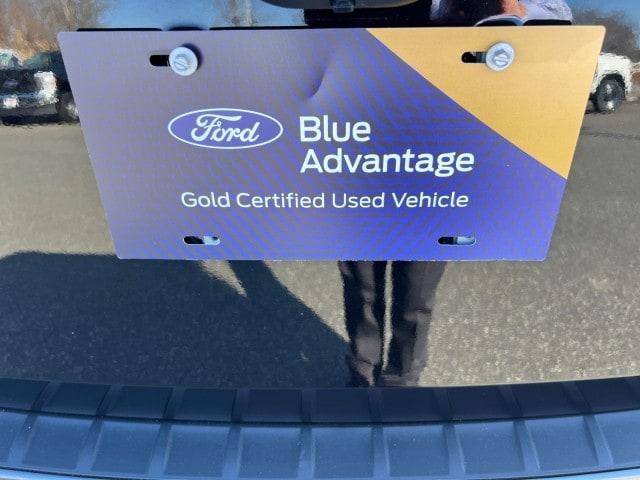 Ford
Blue
Advantage
Gold Certified Used Vehicle